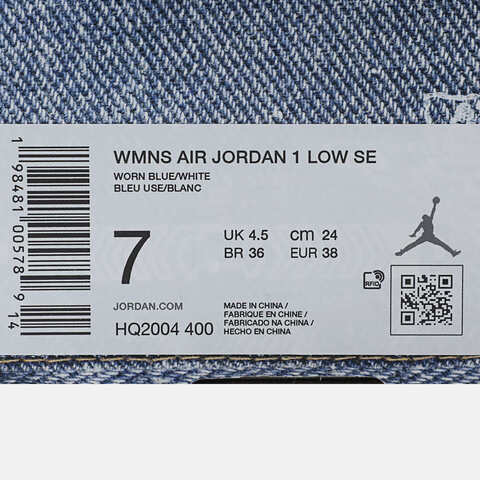 WMNS AIR JORDAN 1 LOW SE
WORN BLUE/WHITE
BLEU USE/BLANC
7
UK 4.5
cm 24
BR 36
EUR 38
JORDAN.COM
HQ2004 400
MADE IN CHINA /
FABRIQUE EN CHINE /
FABRICADO NA CHINA /
HECHO EN CHINA
RFID
1 98481 00578 9 14